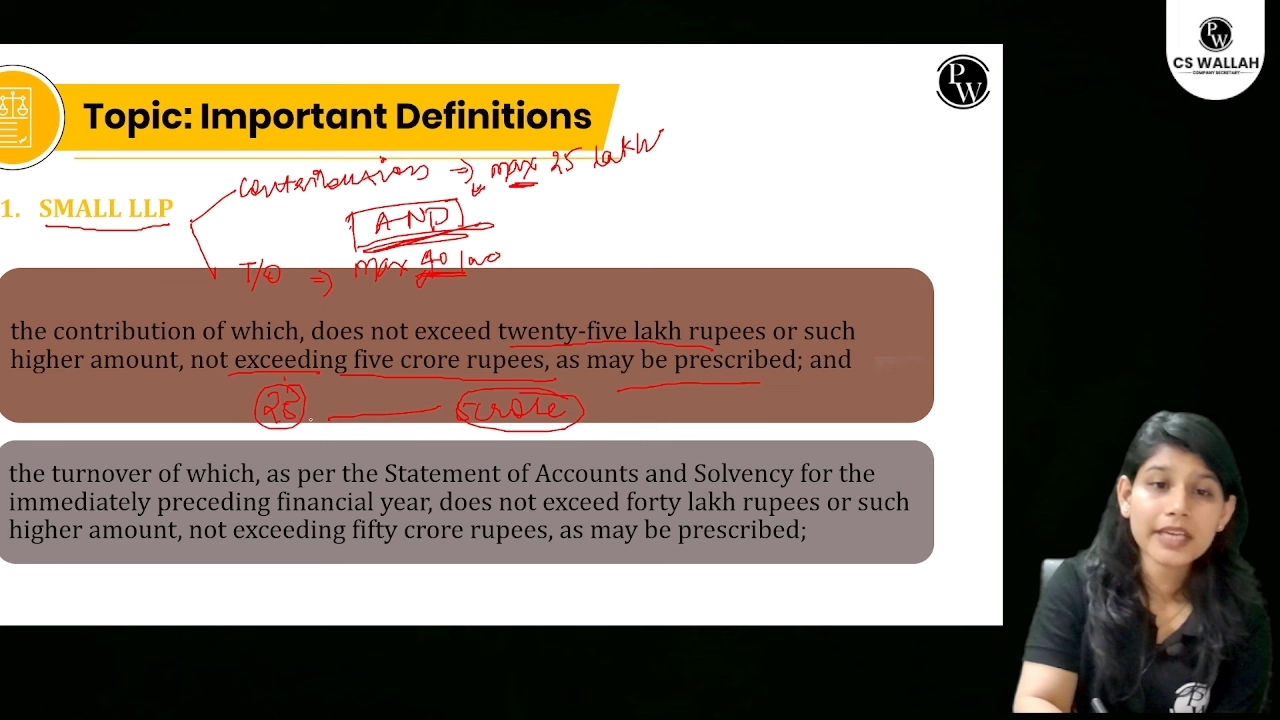 PW
CS WALLAH
COMPANY SECRETARY
PW
Topic: Important Definitions
Contributions → max 25 lakh
1. SMALL LLP
AND
T/O ⇒ max 40 lac
the contribution of which, does not exceed twenty-five lakh rupees or such
higher amount, not exceeding five crore rupees, as may be prescribed; and
25 5 crore
the turnover of which, as per the Statement of Accounts and Solvency for the
immediately preceding financial year, does not exceed forty lakh rupees or such
higher amount, not exceeding fifty crore rupees, as may be prescribed;
PW